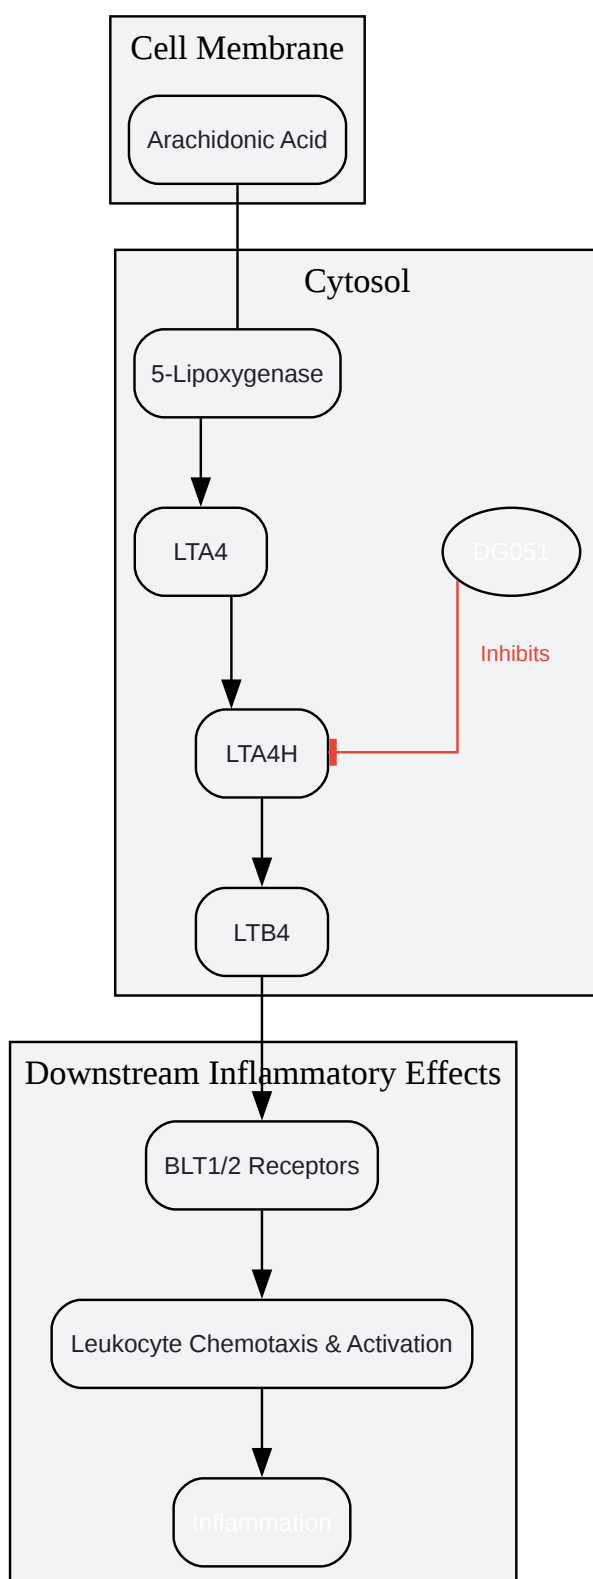 Cell Membrane
Arachidonic Acid
Cytosol
5-Lipoxygenase
LTA4
DG051
Inhibits
LTA4H
LTB4
Downstream Inflammatory Effects
BLT1/2 Receptors
Leukocyte Chemotaxis & Activation
Inflammation